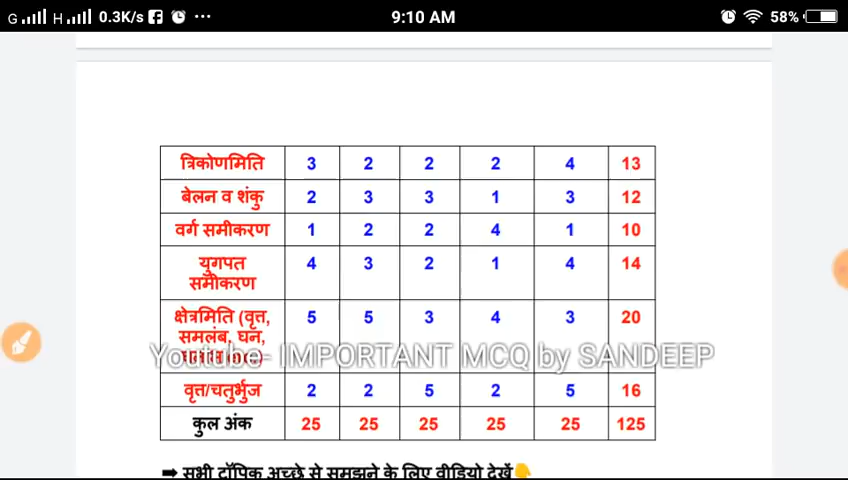 G H 0.3K/s 9:10 AM 58%
त्रिकोणमिति 3 2 2 2 4 13
बेलन व शंकु 2 3 3 1 3 12
वर्ग समीकरण 1 2 2 4 1 10
युगपत 4 3 2 1 4 14
समीकरण
क्षेत्रमिति (वृत्त, 5 5 3 4 3 20
समलंब, घन,
Youtube- IMPORTANT MCQ by SANDEEP
वृत्त/चतुर्भुज 2 2 5 2 5 16
कुल अंक 25 25 25 25 25 125
➡ सभी टॉपिक अच्छे से समझने के लिए वीडियो देखें👇